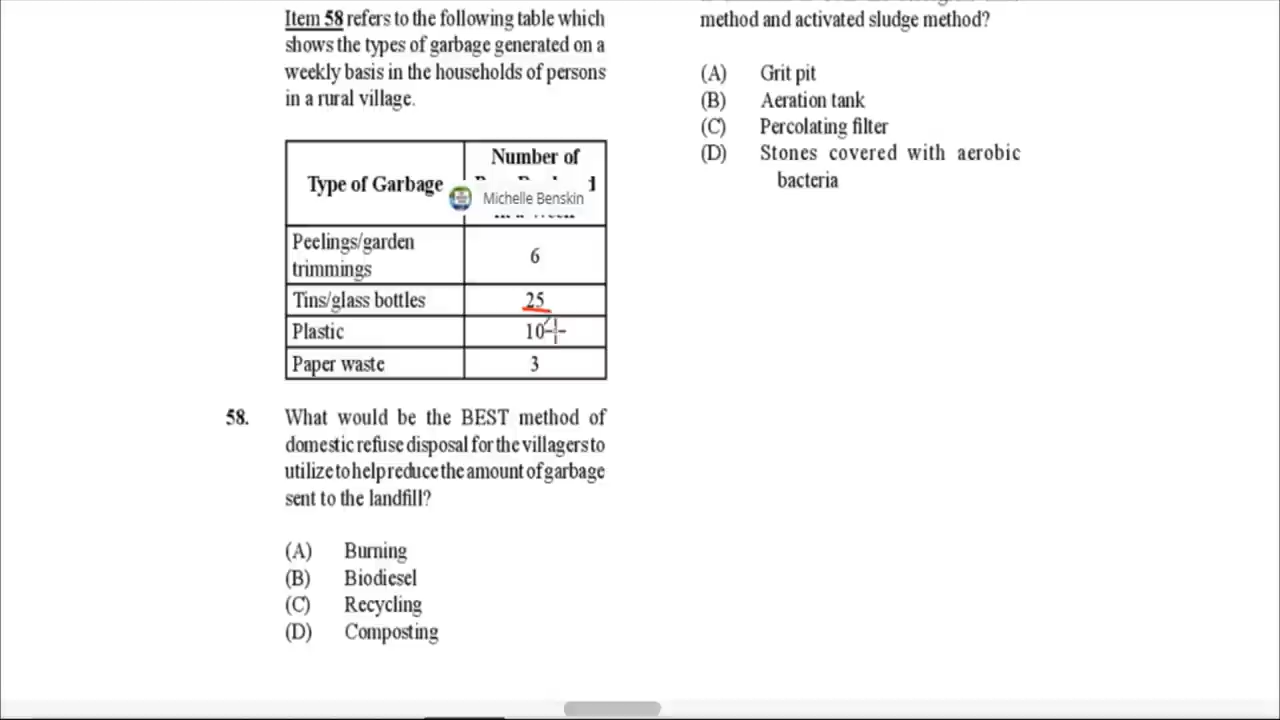 Item 58 refers to the following table which
shows the types of garbage generated on a
weekly basis in the households of persons
in a rural village.
Type of Garbage
Number of
Michelle Benskin
Peelings/garden
trimmings
6
Tins/glass bottles
25
Plastic
10
Paper waste
3
58. What would be the BEST method of
domestic refuse disposal for the villagers to
utilize to help reduce the amount of garbage
sent to the landfill?
(A) Burning
(B) Biodiesel
(C) Recycling
(D) Composting
method and activated sludge method?
(A) Grit pit
(B) Aeration tank
(C) Percolating filter
(D) Stones covered with aerobic
bacteria